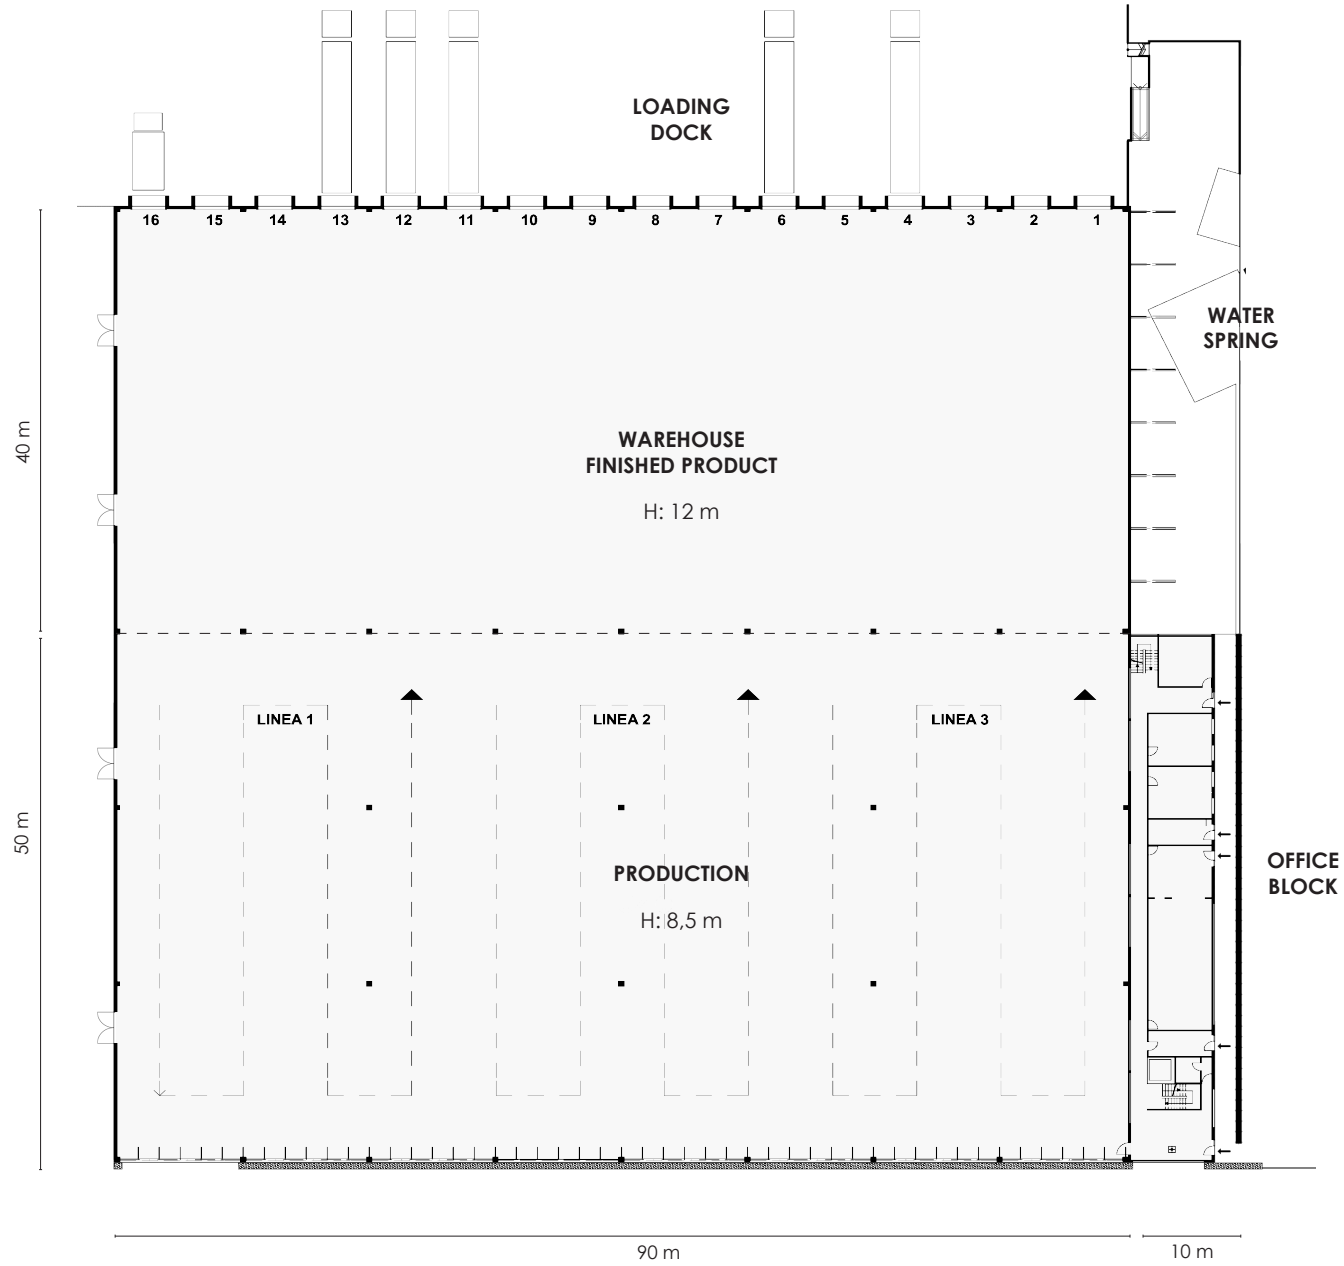 LOADING
DOCK
16 15 14 13 12 11 10 9 8 7 6 5 4 3 2 1
WATER
SPRING
40 m
WAREHOUSE
FINISHED PRODUCT
H: 12 m
LINEA 1 LINEA 2 LINEA 3
50 m
PRODUCTION
H: 8,5 m
OFFICE
BLOCK
90 m
10 m